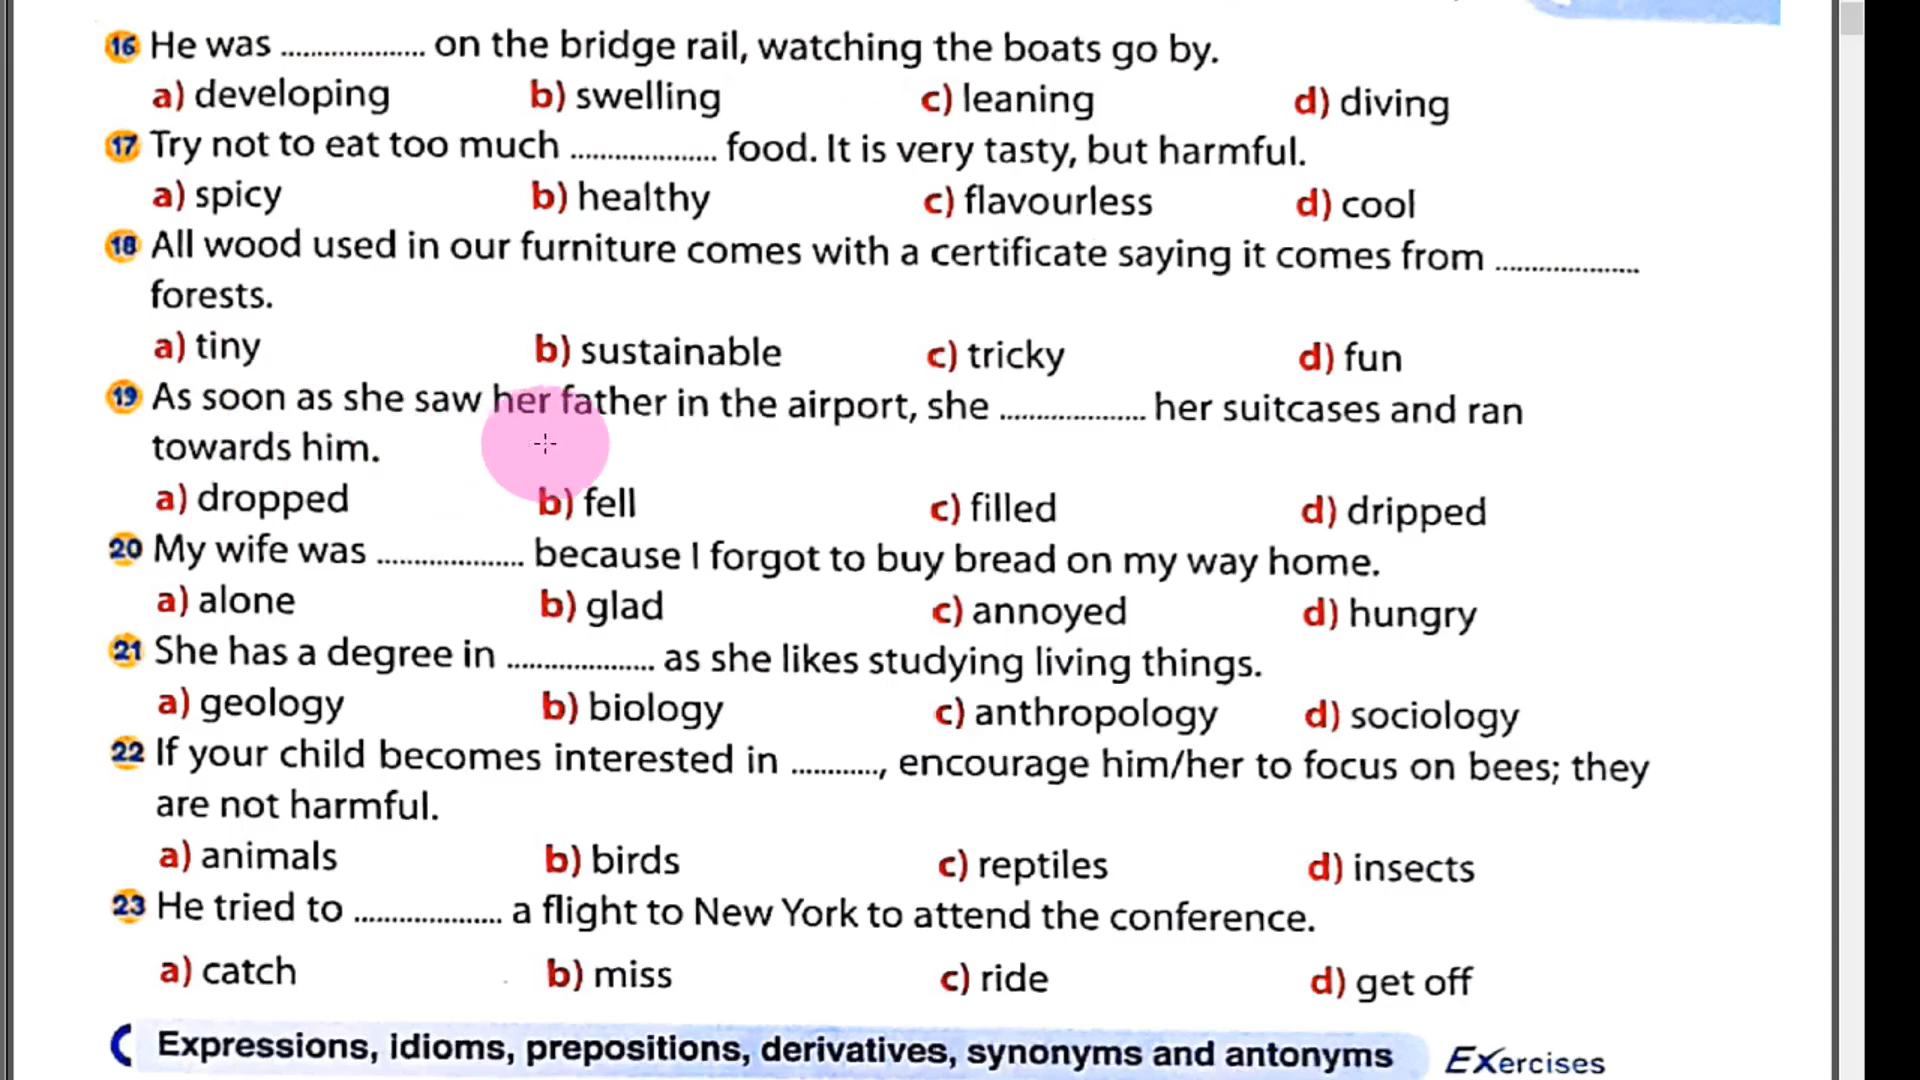 16 He was .................... on the bridge rail, watching the boats go by.
a) developing b) swelling c) leaning d) diving
17 Try not to eat too much .................... food. It is very tasty, but harmful.
a) spicy b) healthy c) flavourless d) cool
18 All wood used in our furniture comes with a certificate saying it comes from ....................
forests.
a) tiny b) sustainable c) tricky d) fun
19 As soon as she saw her father in the airport, she .................... her suitcases and ran
towards him.
a) dropped b) fell c) filled d) dripped
20 My wife was .................... because I forgot to buy bread on my way home.
a) alone b) glad c) annoyed d) hungry
21 She has a degree in .................... as she likes studying living things.
a) geology b) biology c) anthropology d) sociology
22 If your child becomes interested in ............, encourage him/her to focus on bees; they
are not harmful.
a) animals b) birds c) reptiles d) insects
23 He tried to .................... a flight to New York to attend the conference.
a) catch b) miss c) ride d) get off
Expressions, idioms, prepositions, derivatives, synonyms and antonyms Exercises